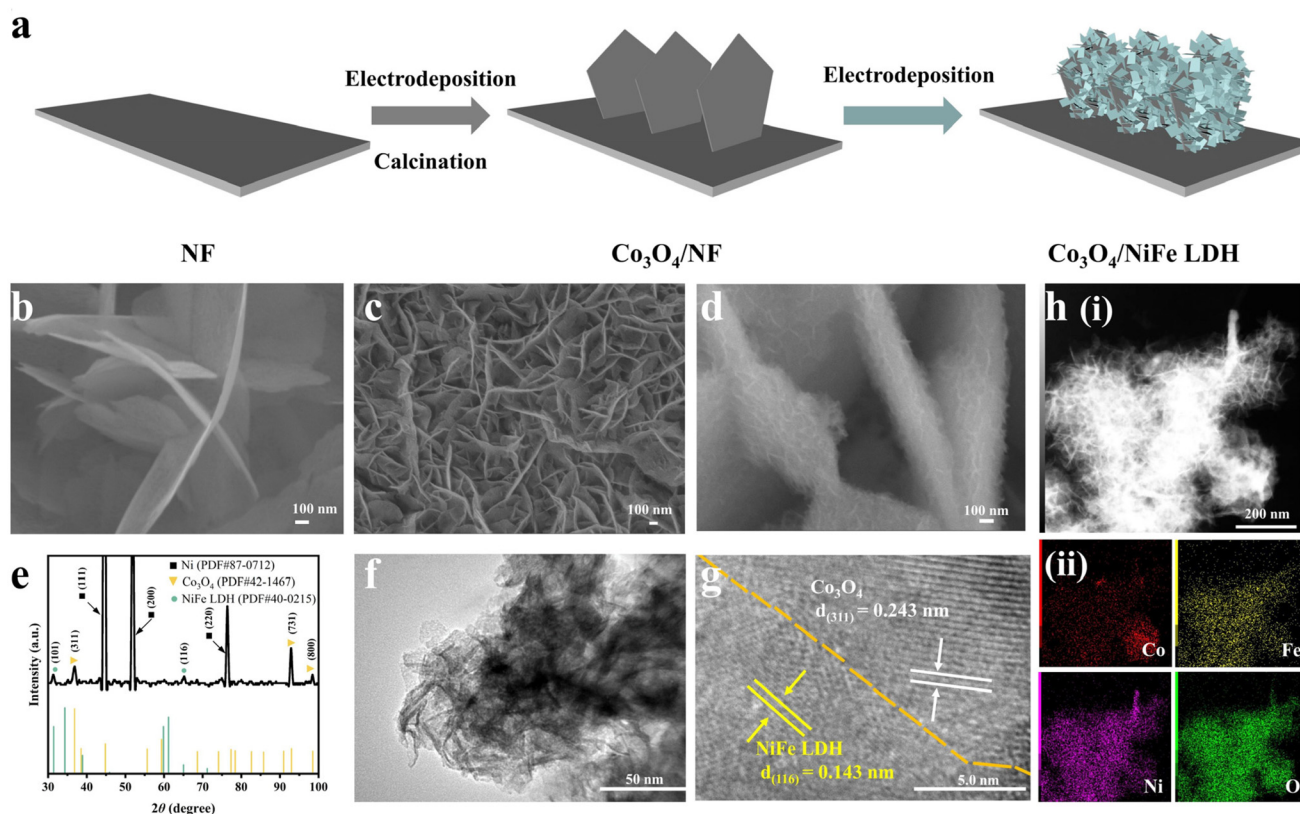 a
Electrodeposition
Calcination
Electrodeposition
NF
Co₃O₄/NF
Co₃O₄/NiFe LDH
b
100 nm
c
100 nm
d
100 nm
h (i)
200 nm
e
Ni (PDF#87-0712)
Co₃O₄ (PDF#42-1467)
NiFe LDH (PDF#40-0215)
(101)
(311)
(111)
(200)
(116)
(220)
(731)
(800)
Intensity (a.u.)
30 40 50 60 70 80 90 100
2θ (degree)
f
50 nm
g
Co₃O₄
d(311) = 0.243 nm
NiFe LDH
d(116) = 0.143 nm
5.0 nm
(ii)
Co
Fe
Ni
O